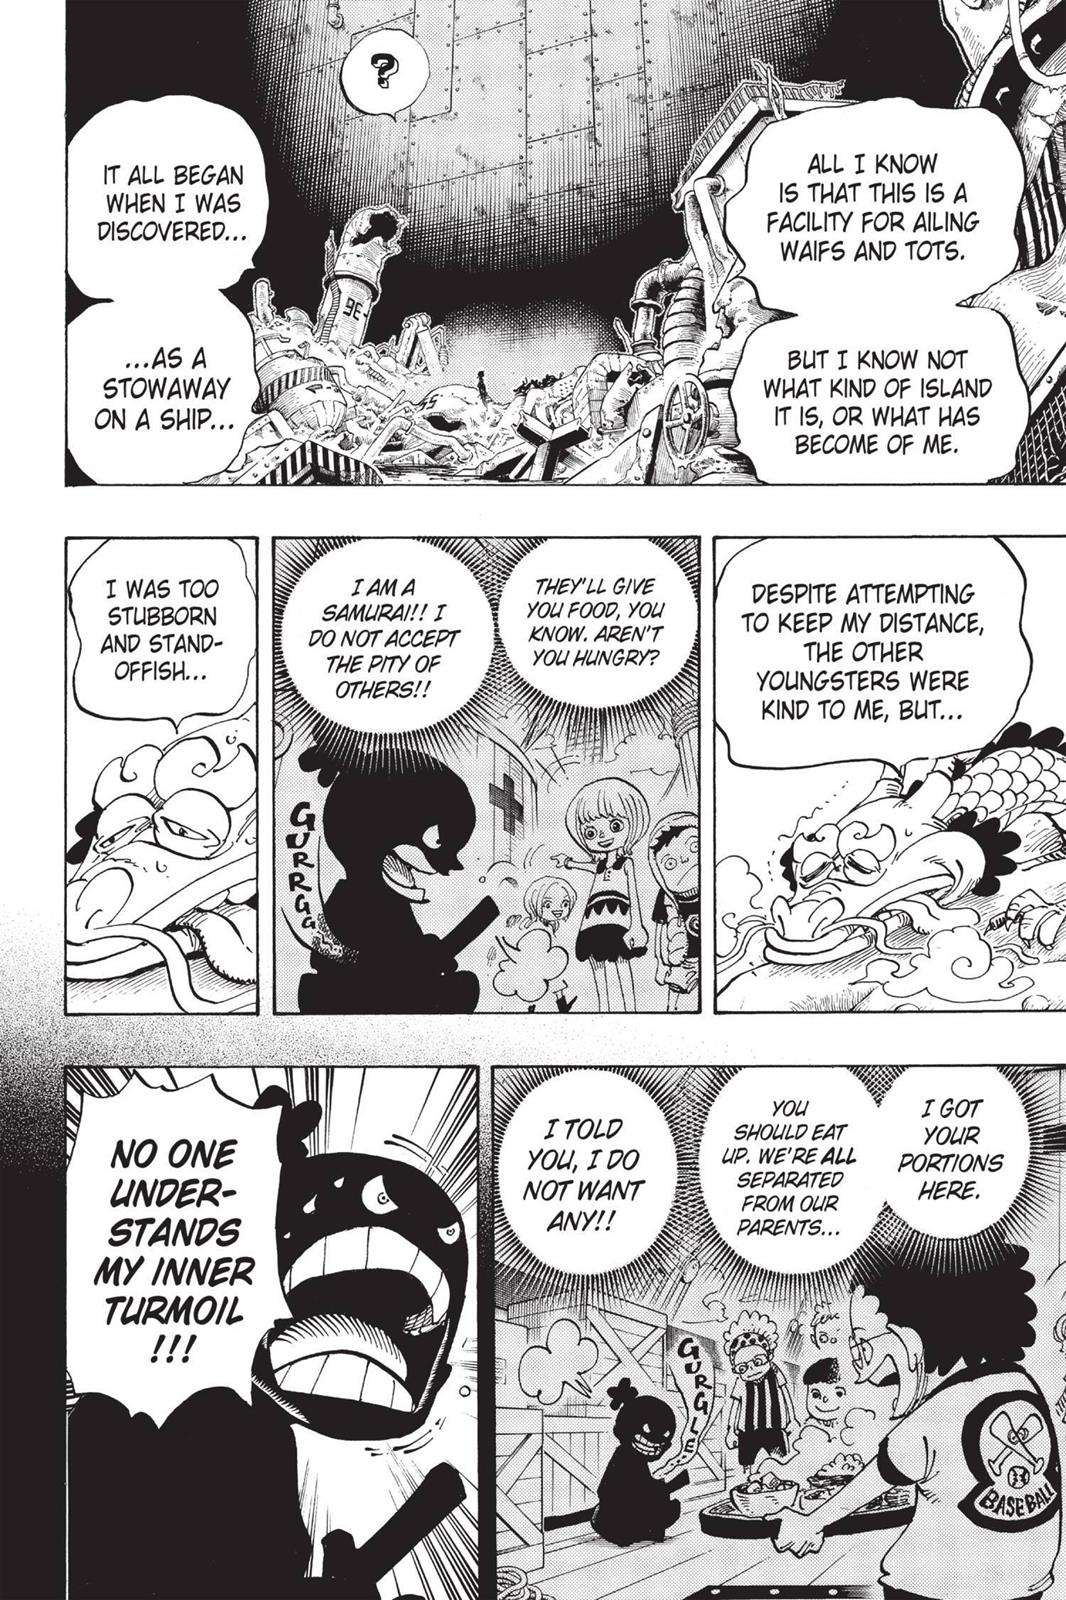 ALL I KNOW
IS THAT THIS IS A
FACILITY FOR AILING
WAIFS AND TOTS.
BUT I KNOW NOT
WHAT KIND OF ISLAND
IT IS, OR WHAT HAS
BECOME OF ME.
?
IT ALL BEGAN
WHEN I WAS
DISCOVERED...
...AS A
STOWAWAY
ON A SHIP...
9E-
DESPITE ATTEMPTING
TO KEEP MY DISTANCE,
THE OTHER
YOUNGSTERS WERE
KIND TO ME, BUT...
THEY'LL GIVE
YOU FOOD, YOU
KNOW. AREN'T
YOU HUNGRY?
I AM A
SAMURAI!! I
DO NOT ACCEPT
THE PITY OF
OTHERS!!
GURRGG
I WAS TOO
STUBBORN
AND STAND-
OFFISH...
I GOT
YOUR
PORTIONS
HERE.
YOU
SHOULD EAT
UP. WE'RE ALL
SEPARATED
FROM OUR
PARENTS...
I TOLD
YOU, I DO
NOT WANT
ANY!!
GURGLE
BASEBALL
NO ONE
UNDER-
STANDS
MY INNER
TURMOIL
!!!